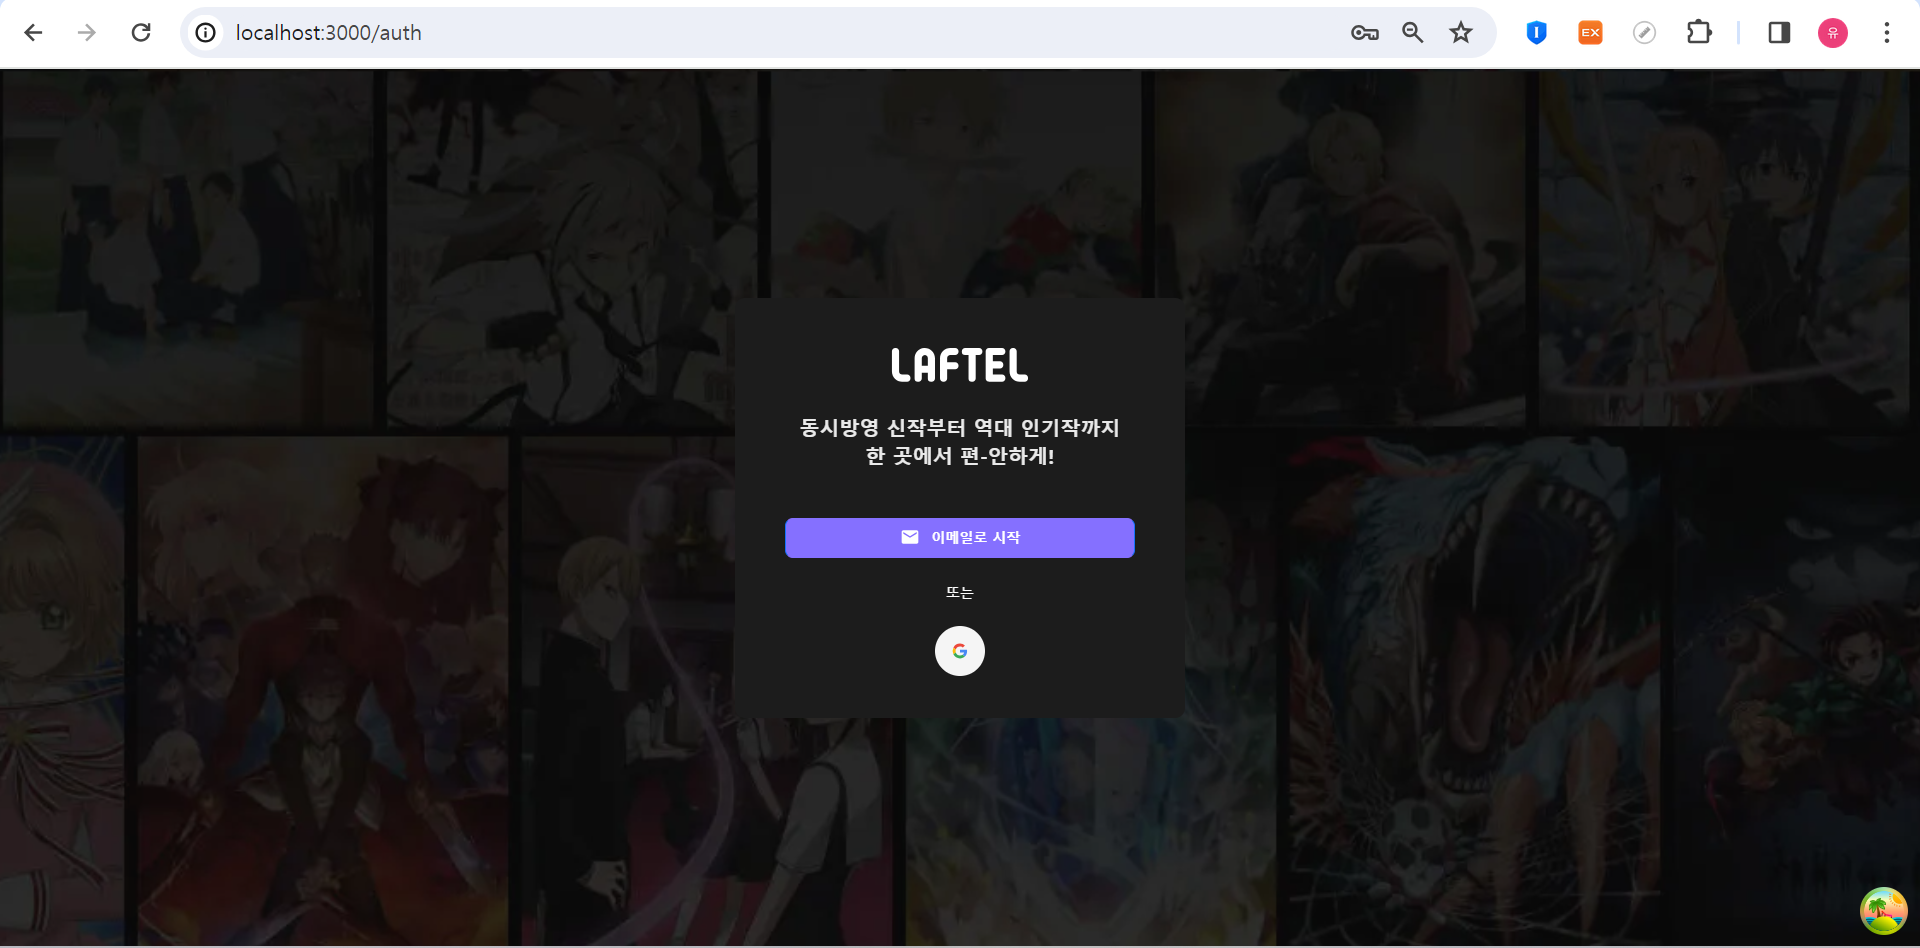 localhost:3000/auth
EX
유
LAFTEL
동시방영 신작부터 역대 인기작까지
한 곳에서 편-안하게!
이메일로 시작
또는
G